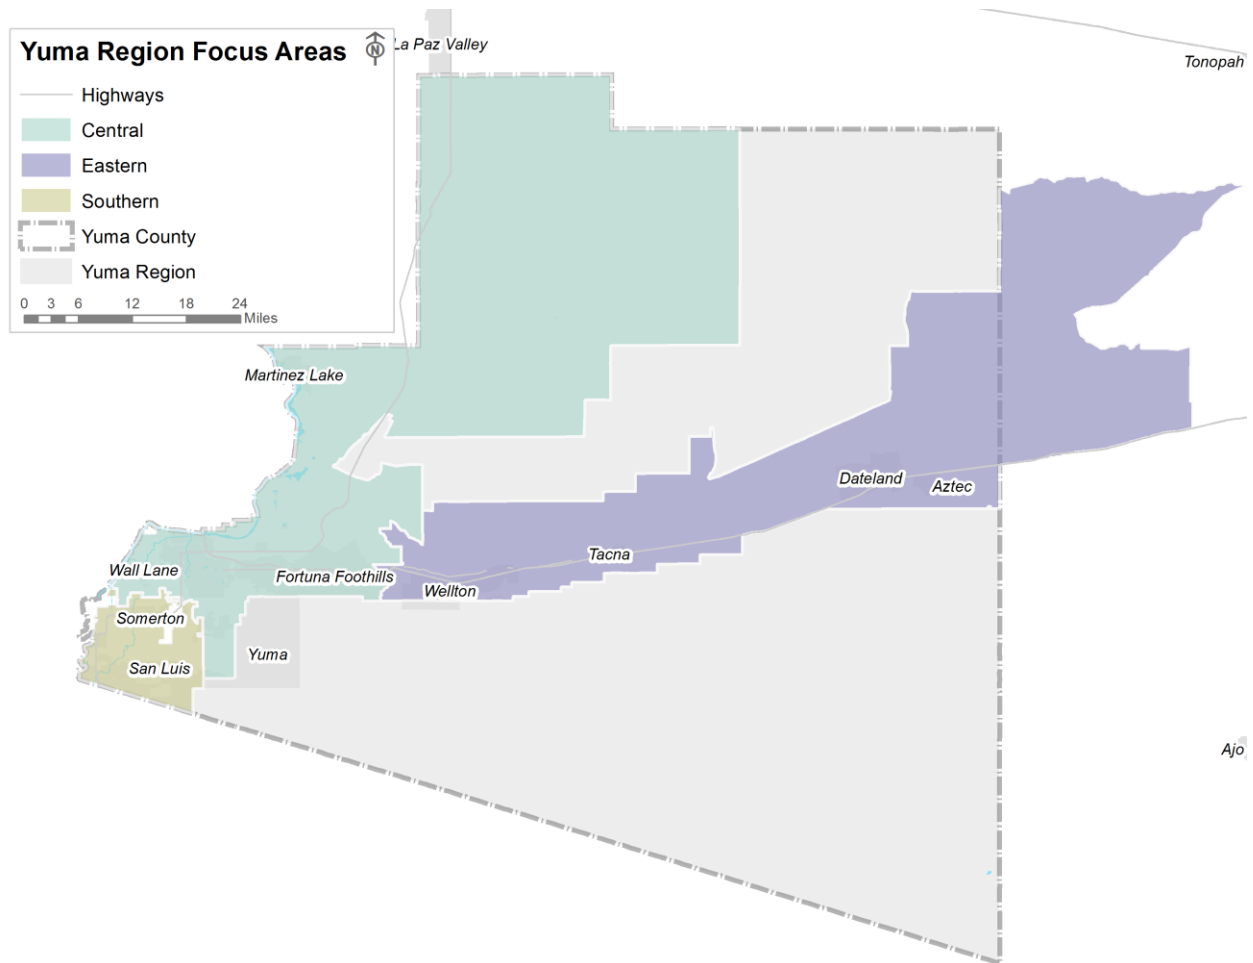 Yuma Region Focus Areas
N
Highways
Central
Eastern
Southern
Yuma County
Yuma Region
0 3 6 12 18 24
Miles
La Paz Valley
Tonopah
Martinez Lake
Dateland
Aztec
Tacna
Wall Lane
Fortuna Foothills
Wellton
Somerton
Yuma
San Luis
Ajo